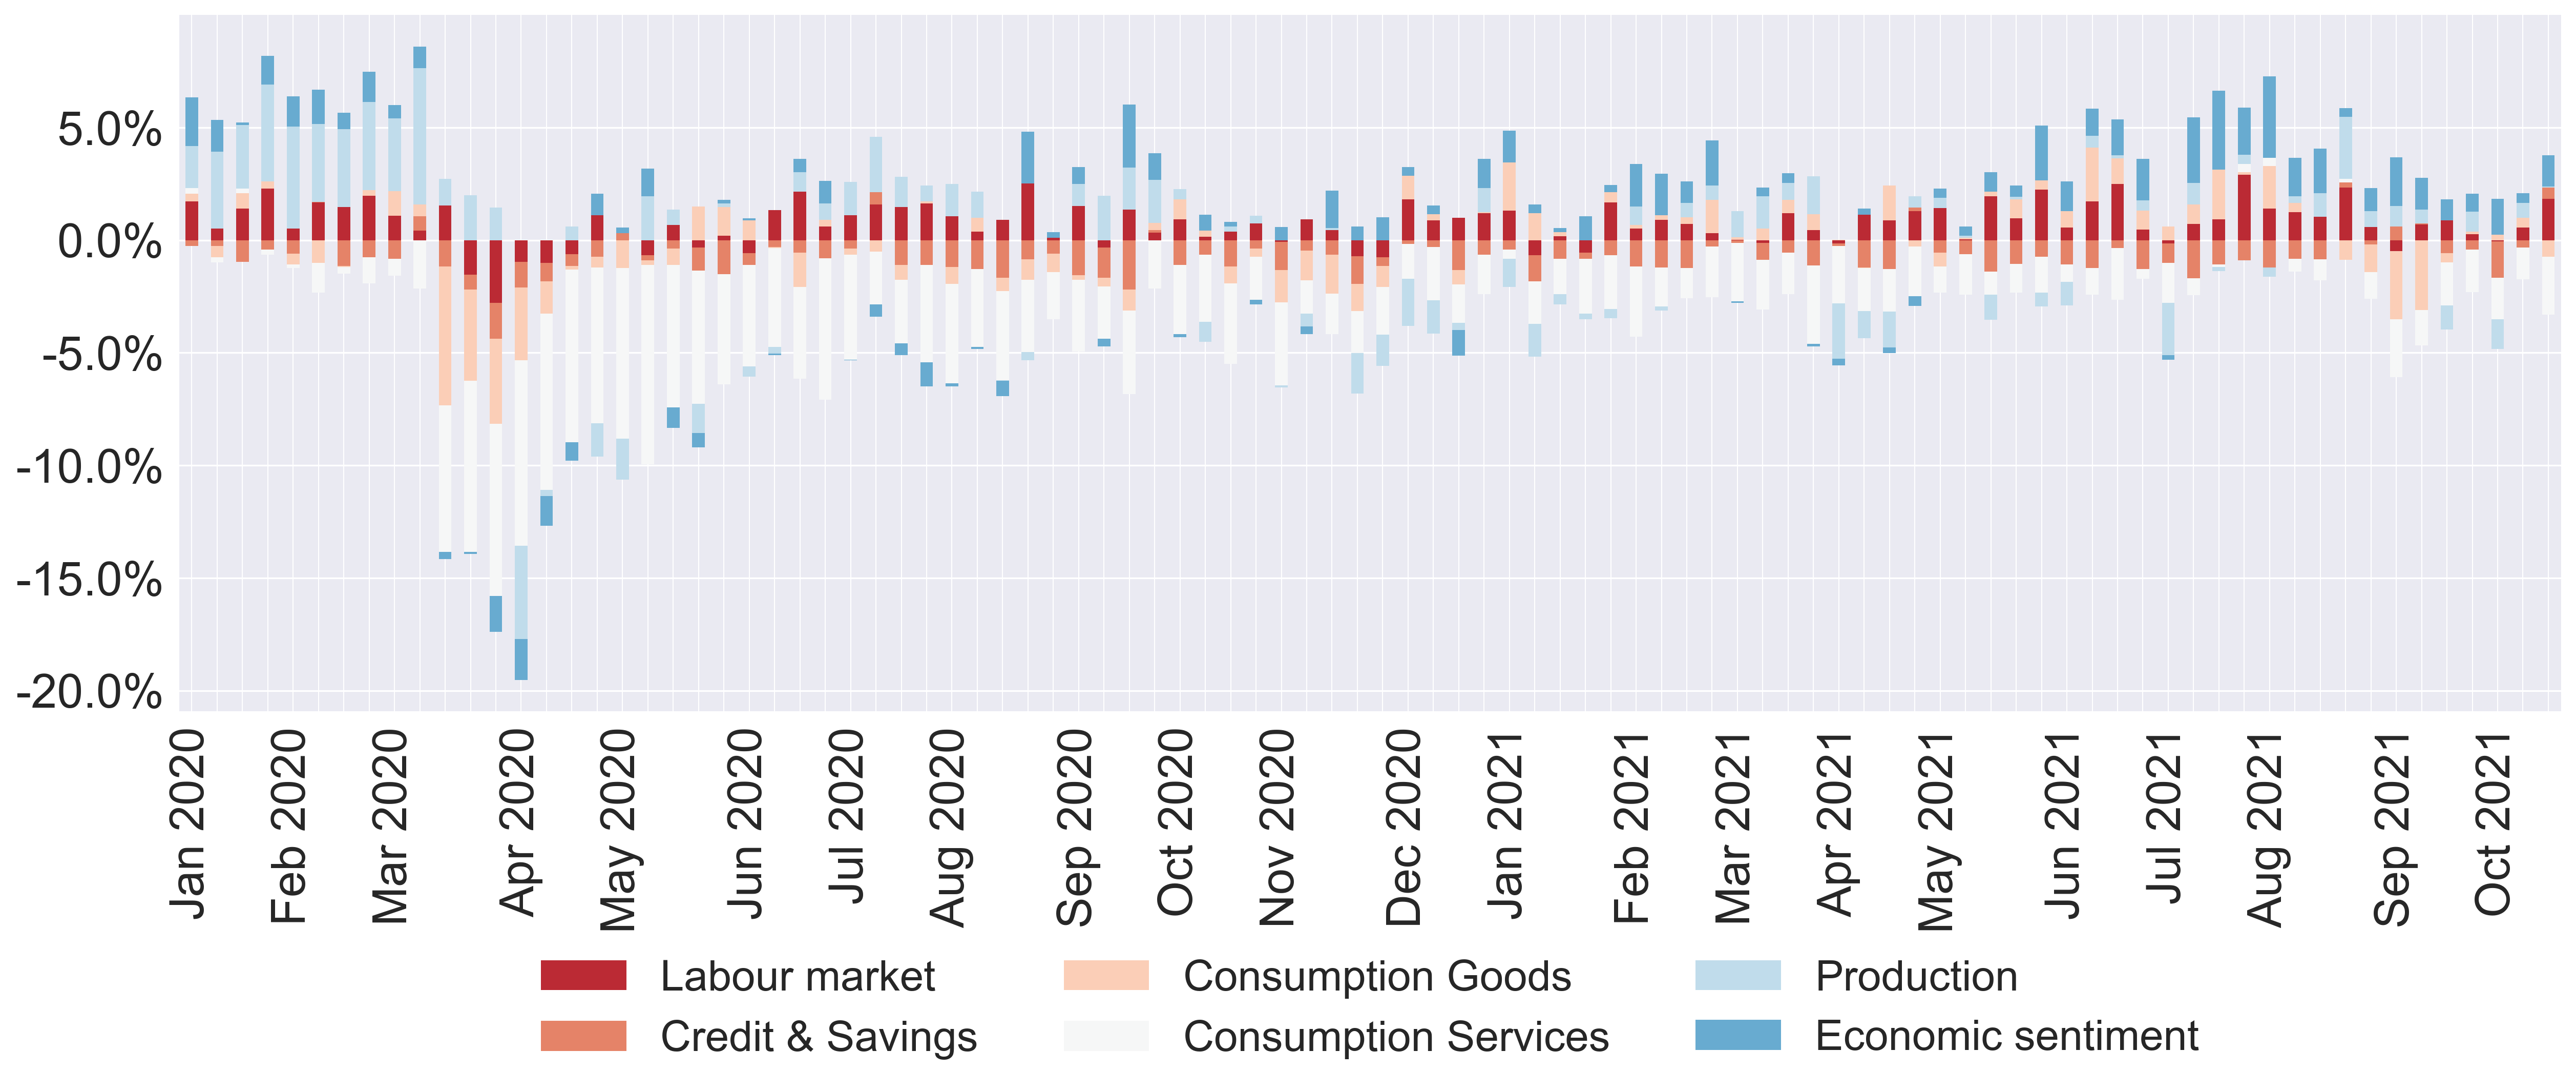 5.0%
0.0%
-5.0%
-10.0%
-15.0%
-20.0%
Jan 2020
Feb 2020
Mar 2020
Apr 2020
May 2020
Jun 2020
Jul 2020
Aug 2020
Sep 2020
Oct 2020
Nov 2020
Dec 2020
Jan 2021
Feb 2021
Mar 2021
Apr 2021
May 2021
Jun 2021
Jul 2021
Aug 2021
Sep 2021
Oct 2021
Labour market
Consumption Goods
Production
Credit & Savings
Consumption Services
Economic sentiment